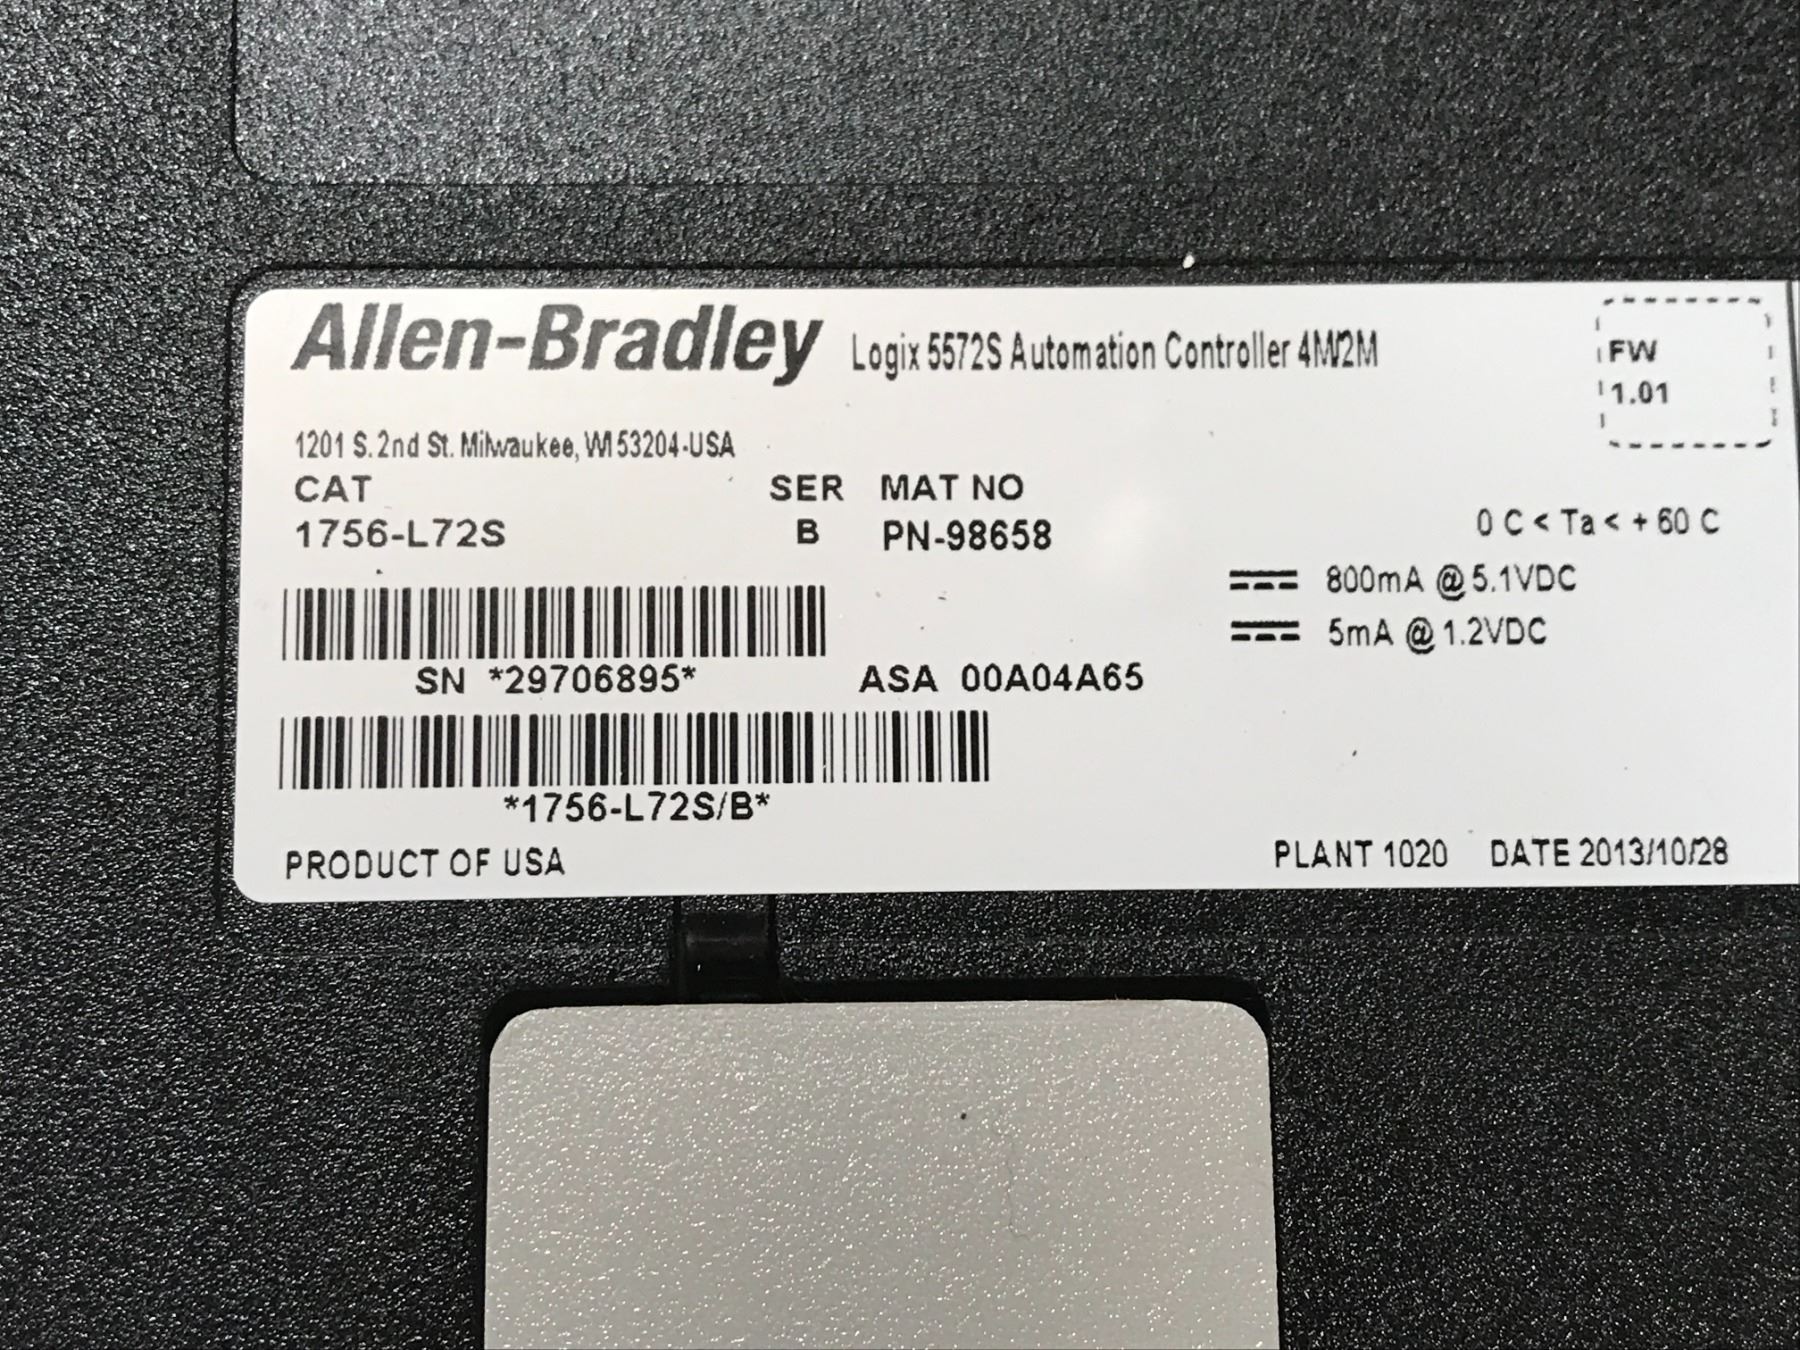 Allen-Bradley Logix 5572S Automation Controller 4M/2M
FW
1.01
1201 S. 2nd St. Milwaukee, WI 53204-USA
CAT SER MAT NO
1756-L72S B PN-98658
0 C < Ta < + 60 C
800mA @ 5.1VDC
5mA @ 1.2VDC
SN *29706895* ASA 00A04A65
*1756-L72S/B*
PRODUCT OF USA PLANT 1020 DATE 2013/10/28